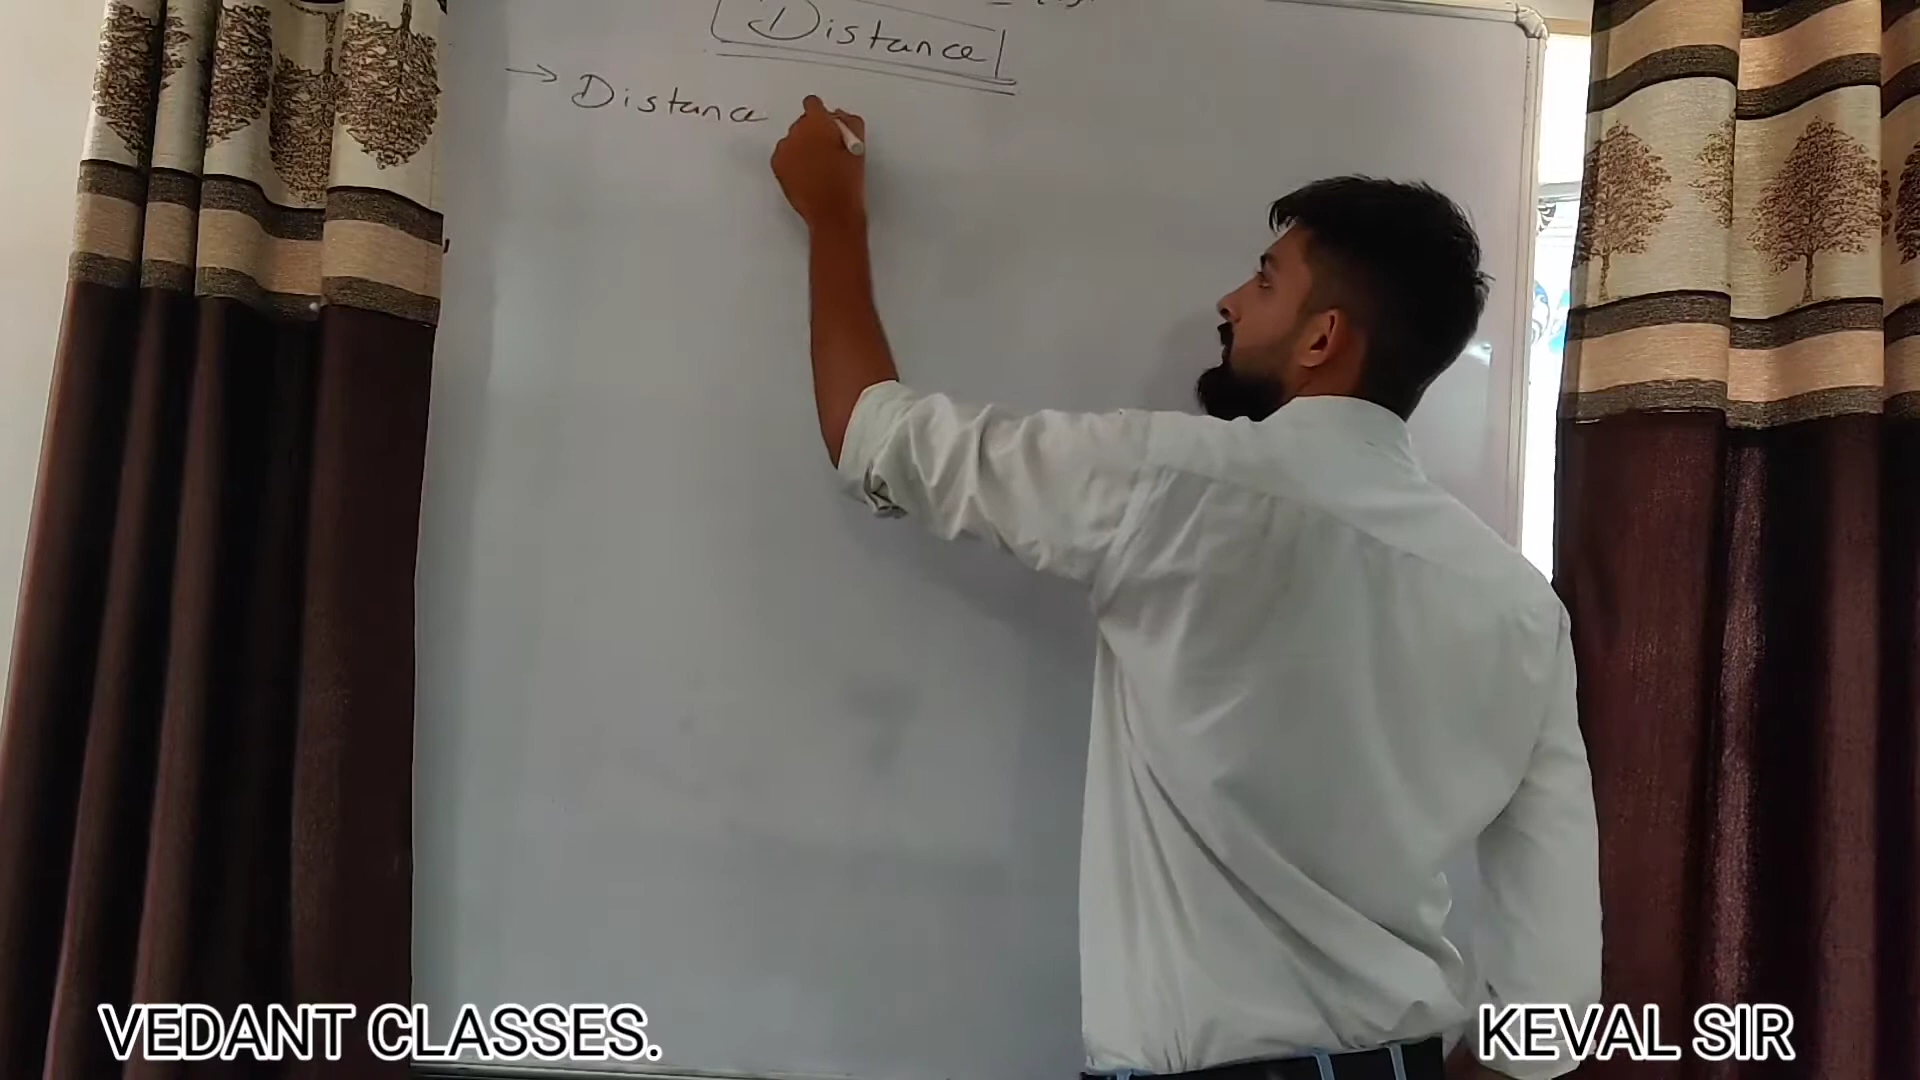 Distance
→ Distance
VEDANT CLASSES.
KEVAL SIR